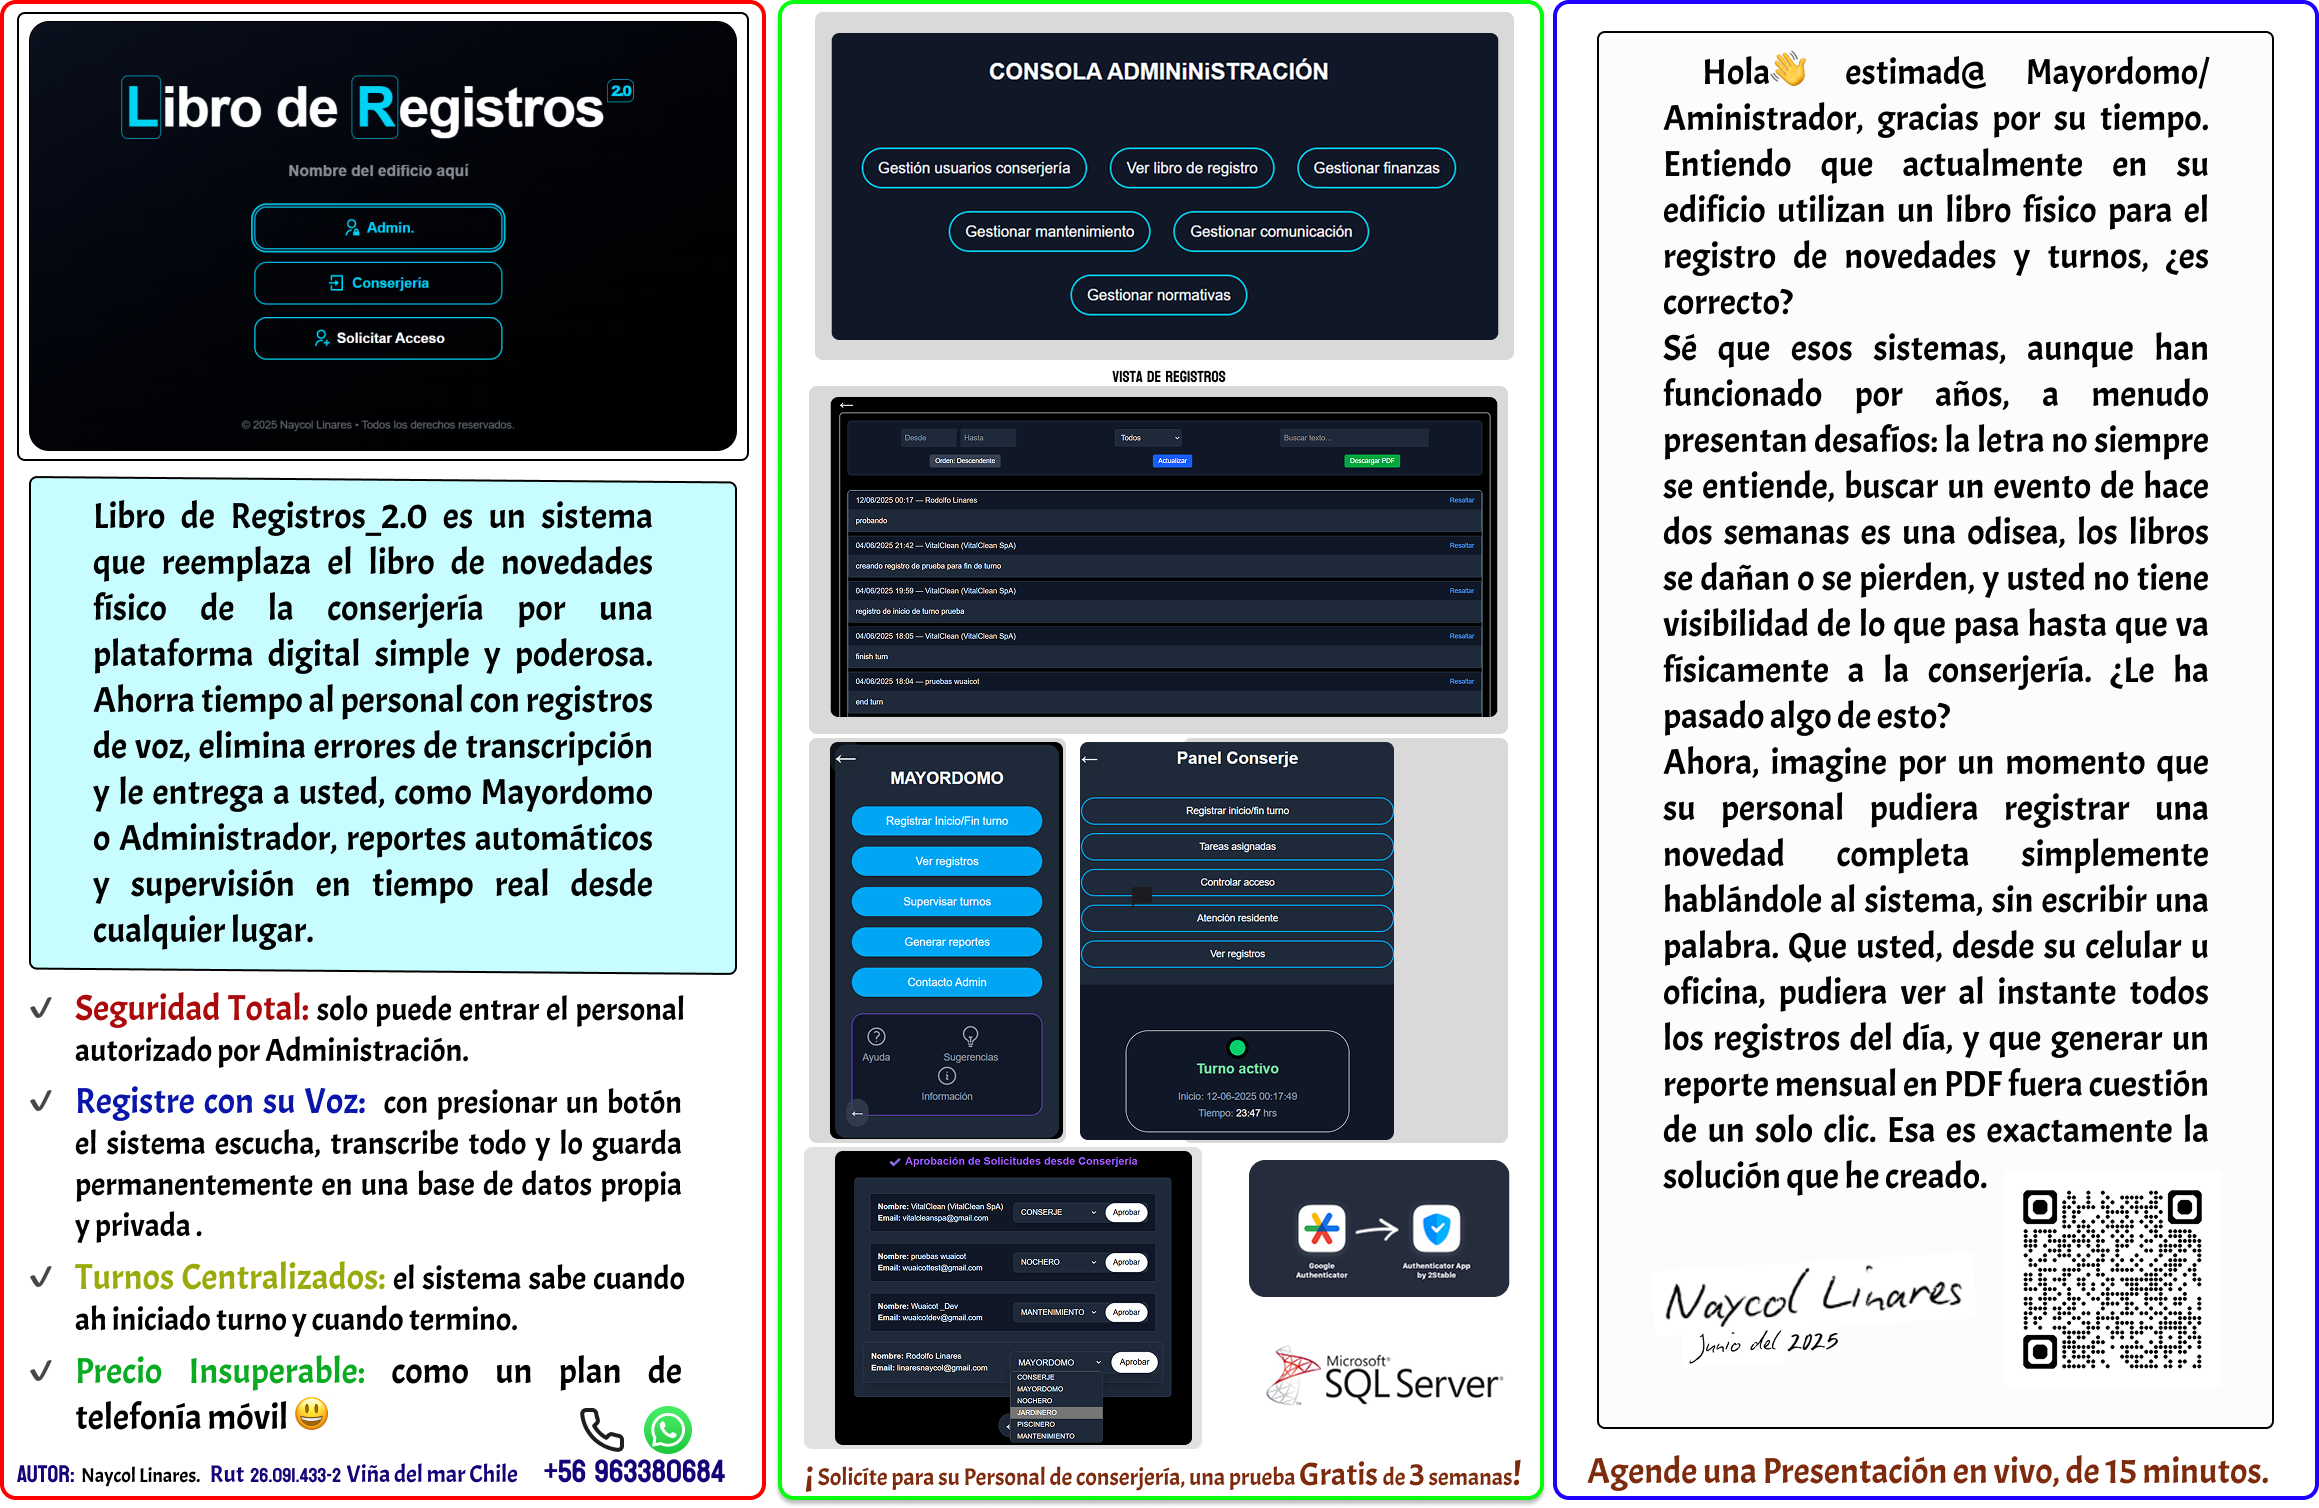 Libro de Registros 2.0
Nombre del edificio aquí
Admin.
Conserjería
Solicitar Acceso
© 2025 Naycol Linares • Todos los derechos reservados.
Libro de Registros_2.0 es un sistema
que reemplaza el libro de novedades
físico de la conserjería por una
plataforma digital simple y poderosa.
Ahorra tiempo al personal con registros
de voz, elimina errores de transcripción
y le entrega a usted, como Mayordomo
o Administrador, reportes automáticos
y supervisión en tiempo real desde
cualquier lugar.
Seguridad Total: solo puede entrar el personal
autorizado por Administración.
Registre con su Voz: con presionar un botón
el sistema escucha, transcribe todo y lo guarda
permanentemente en una base de datos propia
y privada .
Turnos Centralizados: el sistema sabe cuando
ah iniciado turno y cuando termino.
Precio Insuperable: como un plan de
telefonía móvil 😃
AUTOR: Naycol Linares. Rut 26.091.433-2 Viña del mar Chile +56 963380684
CONSOLA ADMINiNiSTRACIÓN
Gestión usuarios conserjería
Ver libro de registro
Gestionar finanzas
Gestionar mantenimiento
Gestionar comunicación
Gestionar normativas
VISTA DE REGISTROS
←
Desde
Hasta
Todos
Buscar texto...
Orden: Descendente
Actualizar
Descargar PDF
12/06/2025 00:17 — Rodolfo Linares
Resaltar
probando
04/06/2025 21:42 — VitalClean (VitalClean SpA)
Resaltar
creando registro de prueba para fin de turno
04/06/2025 19:59 — VitalClean (VitalClean SpA)
Resaltar
registro de inicio de turno prueba
04/06/2025 18:05 — VitalClean (VitalClean SpA)
Resaltar
finish turn
04/06/2025 18:04 — pruebas wuaicot
Resaltar
end turn
←
MAYORDOMO
Registrar Inicio/Fin turno
Ver registros
Supervisar turnos
Generar reportes
Contacto Admin
Ayuda
Sugerencias
Información
←
←
Panel Conserje
Registrar inicio/fin turno
Tareas asignadas
Controlar acceso
Atención residente
Ver registros
Turno activo
Inicio: 12-06-2025 00:17:49
Tiempo: 23:47 hrs
✔ Aprobación de Solicitudes desde Conserjería
Nombre: VitalClean (VitalClean SpA)
Email: vitalcleanspa@gmail.com
CONSERJE
Aprobar
Nombre: pruebas wuaicot
Email: wuaicottest@gmail.com
NOCHERO
Aprobar
Nombre: Wuaicot _Dev
Email: wuaicotdev@gmail.com
MANTENIMIENTO
Aprobar
Nombre: Rodolfo Linares
Email: linaresnaycol@gmail.com
MAYORDOMO
Aprobar
CONSERJE
MAYORDOMO
NOCHERO
JARDINERO
PISCINERO
MANTENIMIENTO
Google
Authenticator
Authenticator App
by 2Stable
Microsoft®
SQL Server®
¡ Solicíte para su Personal de conserjería, una prueba Gratis de 3 semanas!
Hola👋 estimad@ Mayordomo/
Aministrador, gracias por su tiempo.
Entiendo que actualmente en su
edificio utilizan un libro físico para el
registro de novedades y turnos, ¿es
correcto?
Sé que esos sistemas, aunque han
funcionado por años, a menudo
presentan desafíos: la letra no siempre
se entiende, buscar un evento de hace
dos semanas es una odisea, los libros
se dañan o se pierden, y usted no tiene
visibilidad de lo que pasa hasta que va
físicamente a la conserjería. ¿Le ha
pasado algo de esto?
Ahora, imagine por un momento que
su personal pudiera registrar una
novedad completa simplemente
hablándole al sistema, sin escribir una
palabra. Que usted, desde su celular u
oficina, pudiera ver al instante todos
los registros del día, y que generar un
reporte mensual en PDF fuera cuestión
de un solo clic. Esa es exactamente la
solución que he creado.
Naycol Linares
Junio del 2025
Agende una Presentación en vivo, de 15 minutos.